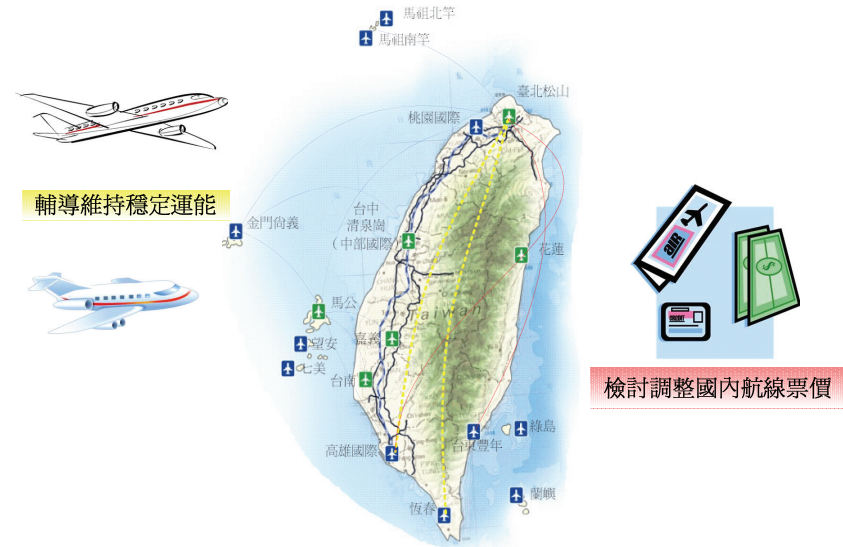 馬祖北竿
馬祖南竿
臺北松山
桃園國際
輔導維持穩定運能
金門尚義
台中
清泉崗
（中部國際）
花蓮
AIR
$
馬公
Taiwan
CREDIT
望安
嘉義
七美
台南
檢討調整國內航線票價
台東豐年
綠島
高雄國際
蘭嶼
恆春